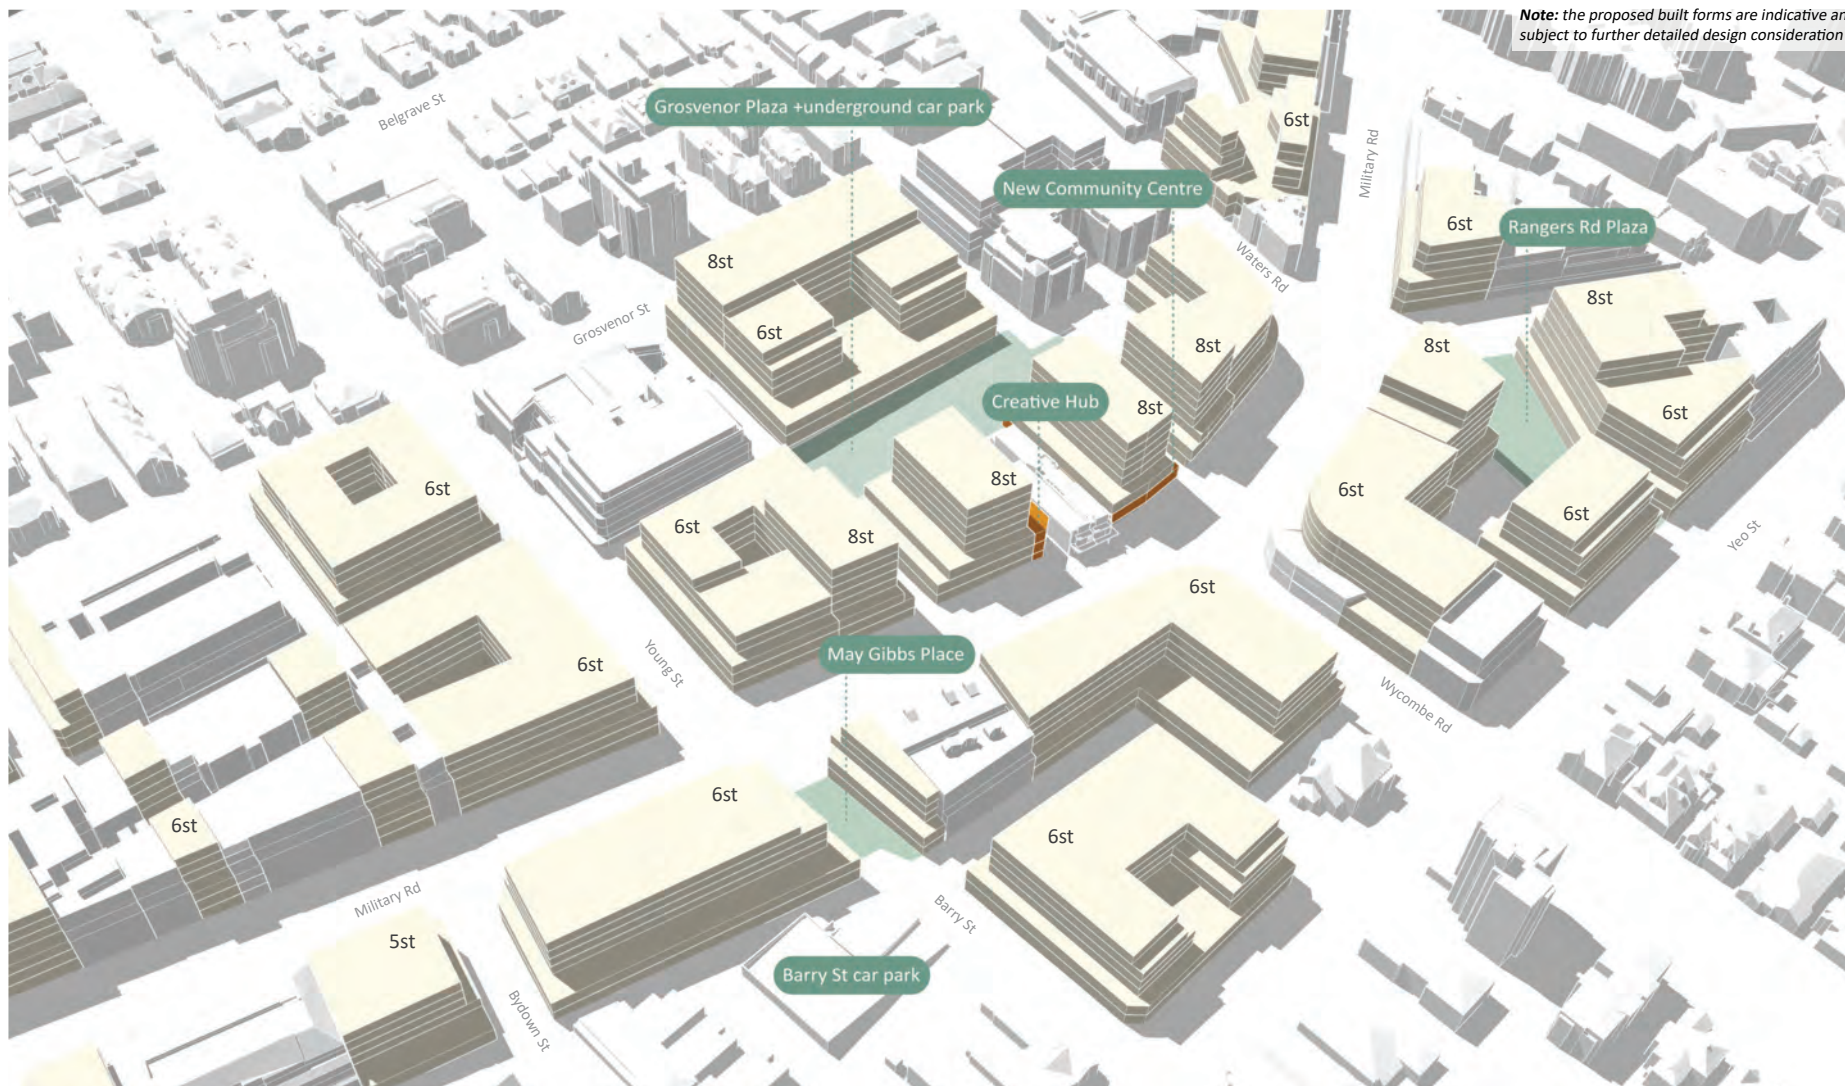 Note: the proposed built forms are indicative an
subject to further detailed design consideration
Belgrave St
Grosvenor Plaza +underground car park
6st
Military Rd
New Community Centre
6st
Rangers Rd Plaza
8st
Waters Rd
8st
Grosvenor St
6st
8st
8st
Creative Hub
8st
6st
6st
8st
6st
6st
6st
8st
Yeo St
6st
6st
Young St
May Gibbs Place
Wycombe Rd
6st
6st
6st
Military Rd
Barry St
5st
Barry St car park
Bydown St